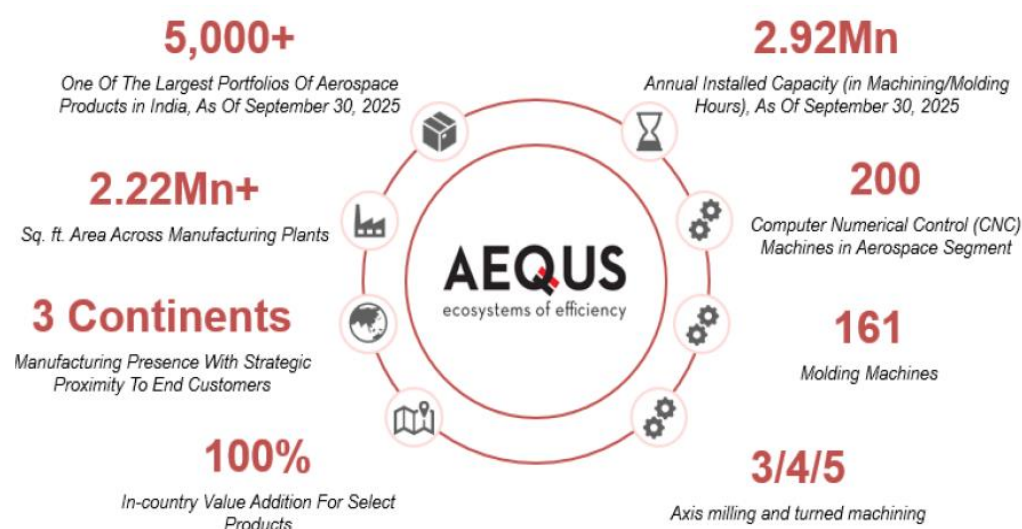 5,000+
One Of The Largest Portfolios Of Aerospace
Products in India, As Of September 30, 2025
2.22Mn+
Sq. ft. Area Across Manufacturing Plants
3 Continents
Manufacturing Presence With Strategic
Proximity To End Customers
100%
In-country Value Addition For Select
Products
AEQUS
ecosystems of efficiency
2.92Mn
Annual Installed Capacity (in Machining/Molding
Hours), As Of September 30, 2025
200
Computer Numerical Control (CNC)
Machines in Aerospace Segment
161
Molding Machines
3/4/5
Axis milling and turned machining